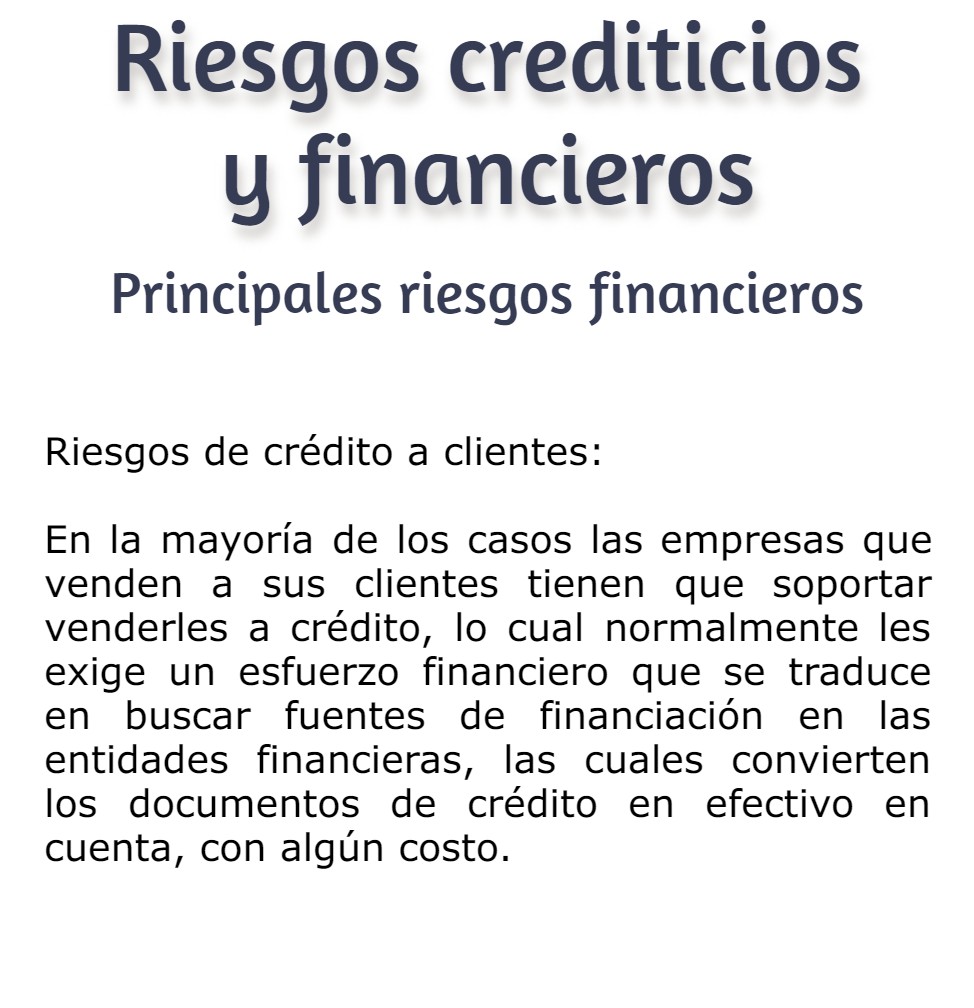 Riesgos crediticios
y financieros
Principales riesgos financieros
Riesgos de crédito a clientes:
En la mayoría de los casos las empresas que
venden a sus clientes tienen que soportar
venderles a crédito, lo cual normalmente les
exige un esfuerzo financiero que se traduce
en buscar fuentes de financiación en las
entidades financieras, las cuales convierten
los documentos de crédito en efectivo en
cuenta, con algún costo.